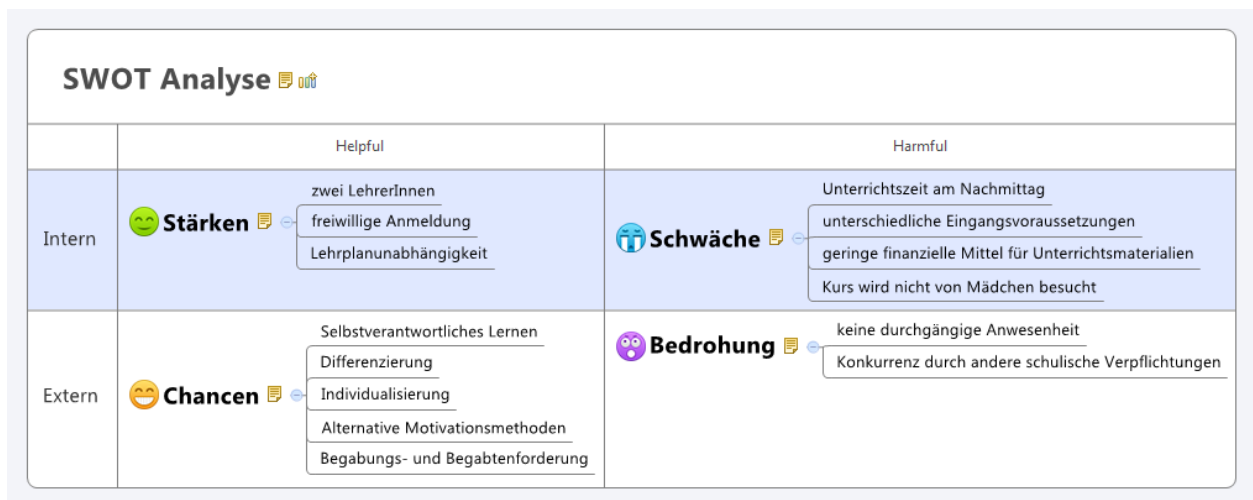 SWOT Analyse
Helpful
Harmful
Intern
Stärken
zwei LehrerInnen
freiwillige Anmeldung
Lehrplanunabhängigkeit
Schwäche
Unterrichtszeit am Nachmittag
unterschiedliche Eingangsvoraussetzungen
geringe finanzielle Mittel für Unterrichtsmaterialien
Kurs wird nicht von Mädchen besucht
Extern
Chancen
Selbstverantwortliches Lernen
Differenzierung
Individualisierung
Alternative Motivationsmethoden
Begabungs- und Begabtenforderung
Bedrohung
keine durchgängige Anwesenheit
Konkurrenz durch andere schulische Verpflichtungen